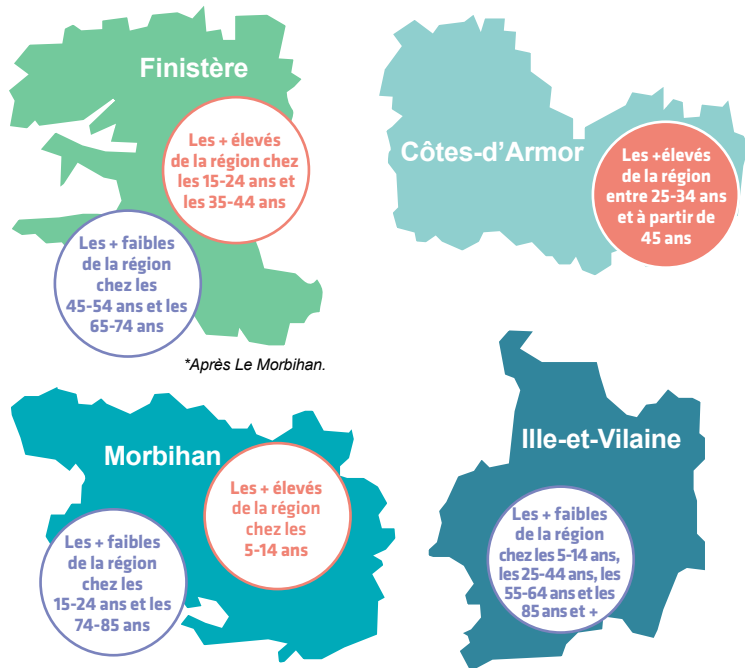 Finistère
Les + élevés
de la région chez
les 15-24 ans et
les 35-44 ans
Les + faibles
de la région
chez les
45-54 ans et les
65-74 ans
*Après Le Morbihan.
Côtes-d'Armor
Les +élevés
de la région
entre 25-34 ans
et à partir de
45 ans
Morbihan
Les + élevés
de la région
chez les
5-14 ans
Les + faibles
de la région
chez les
15-24 ans et les
74-85 ans
Ille-et-Vilaine
Les + faibles
de la région
chez les 5-14 ans,
les 25-44 ans, les
55-64 ans et les
85 ans et +